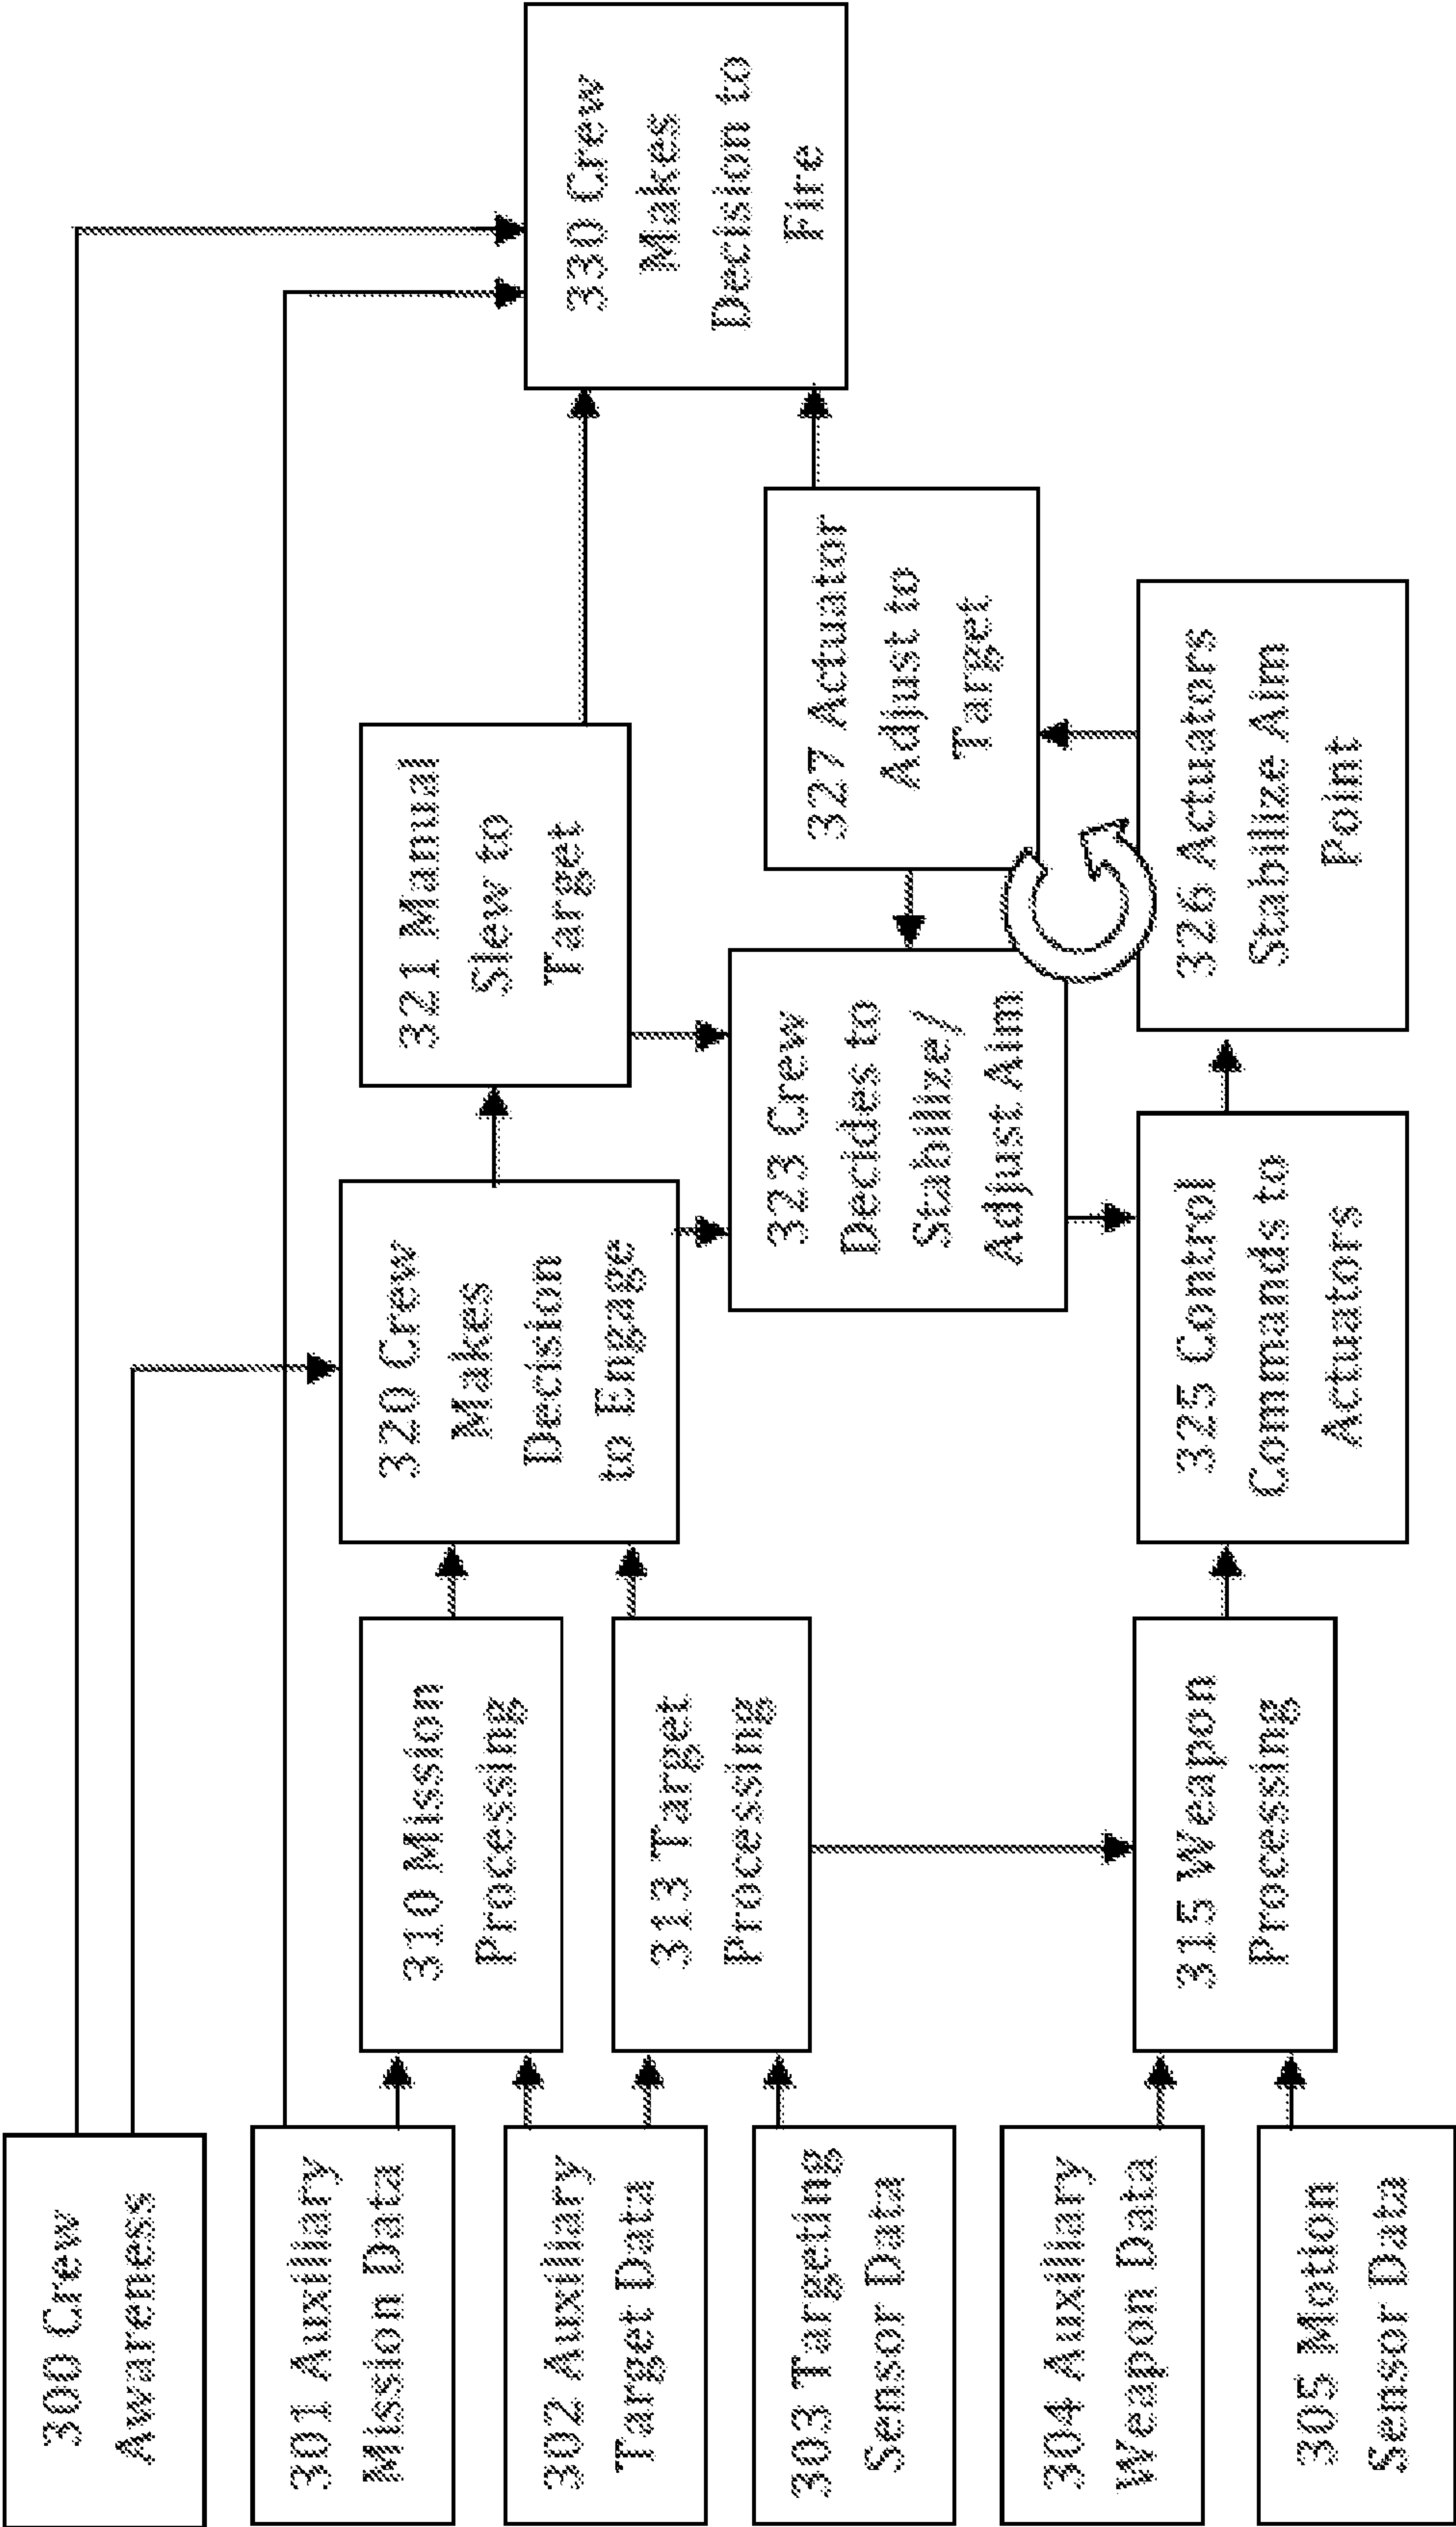 300 Crew
Awareness
301 Auxiliary
Mission Data
302 Auxiliary
Target Data
303 Targeting
Sensor Data
304 Auxiliary
Weapon Data
305 Motion
Sensor Data
310 Mission
Processing
313 Target
Processing
315 Weapon
Processing
320 Crew
Makes
Decision
to Engage
321 Manual
Slew to
Target
323 Crew
Decides to
Stabilize/
Adjust Aim
325 Control
Commands to
Actuators
326 Actuators
Stabilize Aim
Point
327 Actuator
Adjust to
Target
330 Crew
Makes
Decision to
Fire